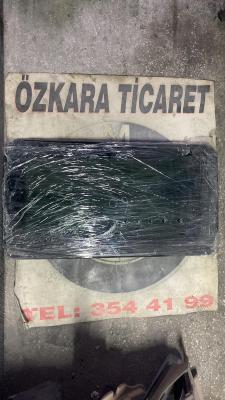 ÖZKARA TİCARET
TEL: 354 41 99